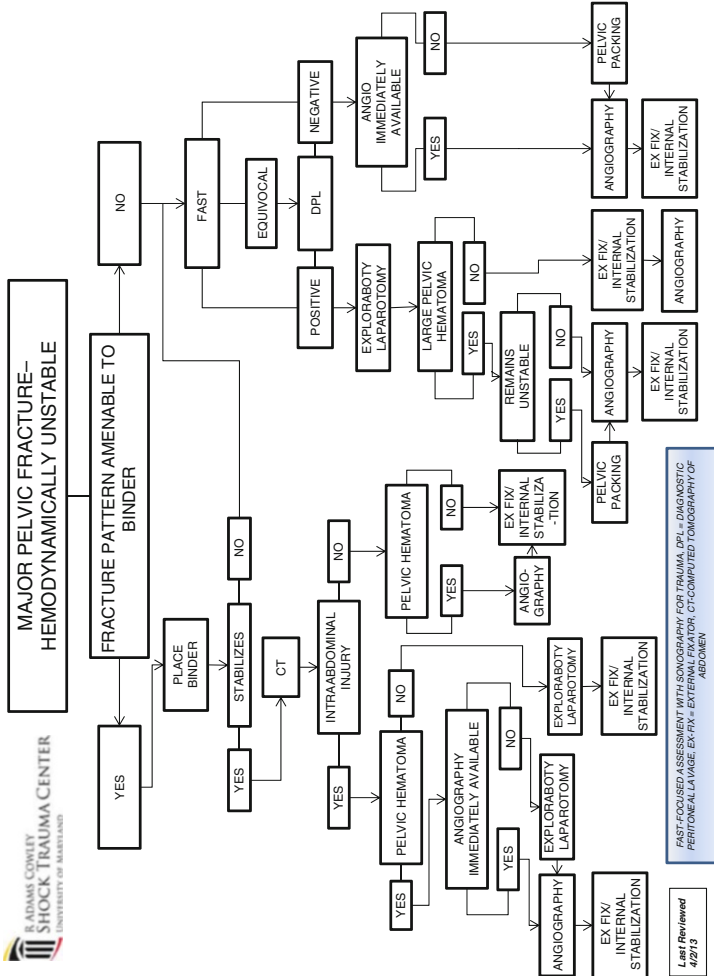 R ADAMS COWLEY
SHOCK TRAUMA CENTER
UNIVERSITY OF MARYLAND
MAJOR PELVIC FRACTURE–
HEMODYNAMICALLY UNSTABLE
FRACTURE PATTERN AMENABLE TO
BINDER
YES
NO
PLACE
BINDER
STABILIZES
YES
NO
CT
INTRAABDOMINAL
INJURY
YES
NO
PELVIC HEMATOMA
YES
NO
ANGIOGRAPHY
IMMEDIATELY AVAILABLE
YES
NO
EXPLORABOTY
LAPAROTOMY
ANGIOGRAPHY
EX FIX/
INTERNAL
STABILIZATION
EXPLORABOTY
LAPAROTOMY
EX FIX/
INTERNAL
STABILIZATION
PELVIC HEMATOMA
YES
NO
ANGIO-
GRAPHY
EX FIX/
INTERNAL
STABILIZA
-TION
FAST
EQUIVOCAL
POSITIVE
DPL
NEGATIVE
EXPLORABOTY
LAPAROTOMY
LARGE PELVIC
HEMATOMA
YES
NO
REMAINS
UNSTABLE
YES
NO
PELVIC
PACKING
ANGIOGRAPHY
EX FIX/
INTERNAL
STABILIZATION
EX FIX/
INTERNAL
STABILIZATION
ANGIOGRAPHY
ANGIO
IMMEDIATELY
AVAILABLE
YES
NO
PELVIC
PACKING
ANGIOGRAPHY
EX FIX/
INTERNAL
STABILIZATION
Last Reviewed
4/2/13
FAST-FOCUSED ASSESSMENT WITH SONOGRAPHY FOR TRAUMA, DPL = DIAGNOSTIC
PERITONEAL LAVAGE, EX-FIX = EXTERNAL FIXATOR, CT-COMPUTED TOMOGRAPHY OF
ABDOMEN